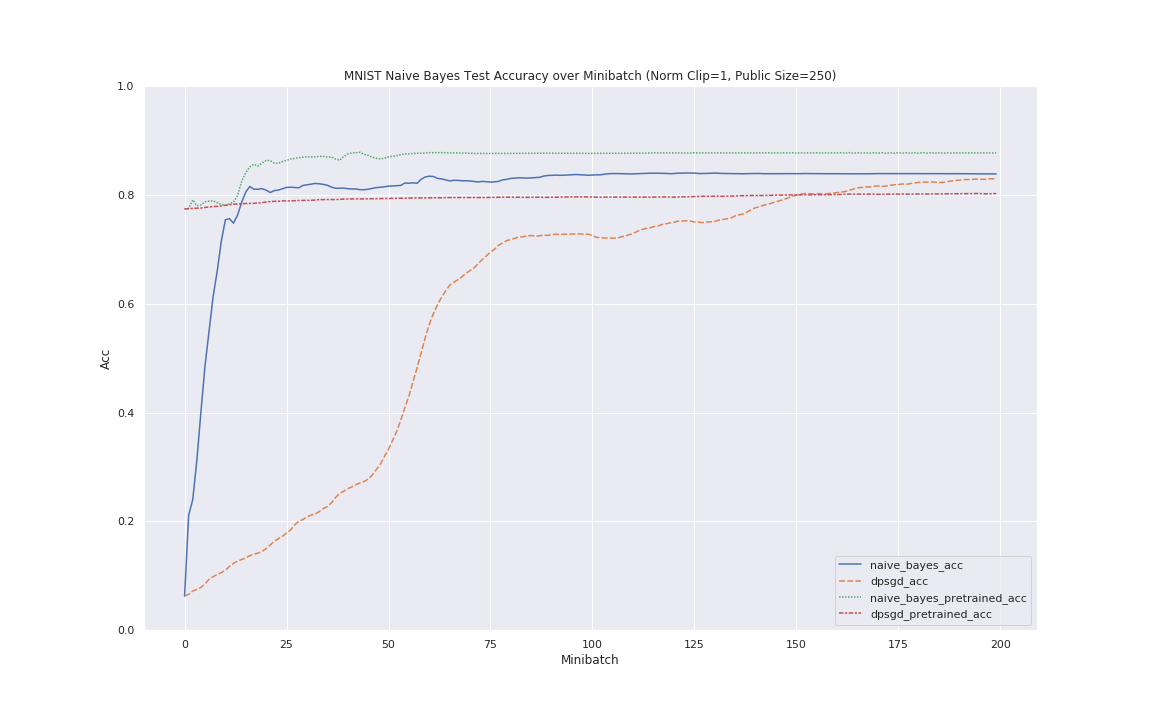 MNIST Naive Bayes Test Accuracy over Minibatch (Norm Clip=1, Public Size=250)
1.0
0.8
0.6
0.4
0.2
0.0
Acc
0 25 50 75 100 125 150 175 200
Minibatch
naive_bayes_acc
dpsgd_acc
naive_bayes_pretrained_acc
dpsgd_pretrained_acc